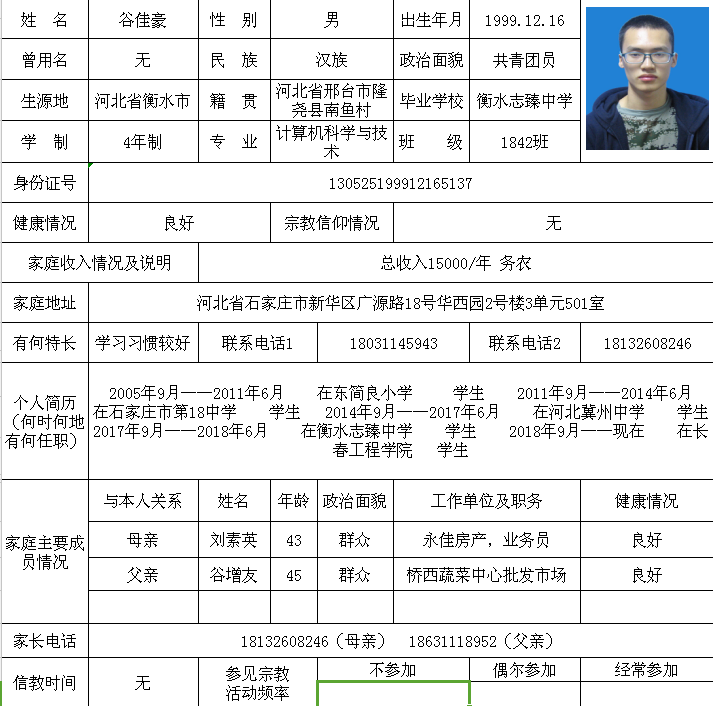 姓 名 谷佳豪 性 别 男 出生年月 1999.12.16
曾用名 无 民 族 汉族 政治面貌 共青团员
生源地 河北省衡水市 籍 贯 河北省邢台市隆尧县南鱼村 毕业学校 衡水志臻中学
学 制 4年制 专 业 计算机科学与技术 班 级 1842班
身份证号 130525199912165137
健康情况 良好 宗教信仰情况 无
家庭收入情况及说明 总收入15000/年 务农
家庭地址 河北省石家庄市新华区广源路18号华西园2号楼3单元501室
有何特长 学习习惯较好 联系电话1 18031145943 联系电话2 18132608246
个人简历（何时何地有何任职）
2005年9月——2011年6月 在东简良小学 学生 2011年9月——2014年6月
在石家庄市第18中学 学生 2014年9月——2017年6月 在河北冀州中学 学生
2017年9月——2018年6月 在衡水志臻中学 学生 2018年9月——现在 在长
春工程学院 学生
家庭主要成员情况
与本人关系 姓名 年龄 政治面貌 工作单位及职务 健康情况
母亲 刘素英 43 群众 永佳房产，业务员 良好
父亲 谷增友 45 群众 桥西蔬菜中心批发市场 良好
家长电话 18132608246（母亲） 18631118952（父亲）
信教时间 无 参见宗教活动频率 不参加 偶尔参加 经常参加